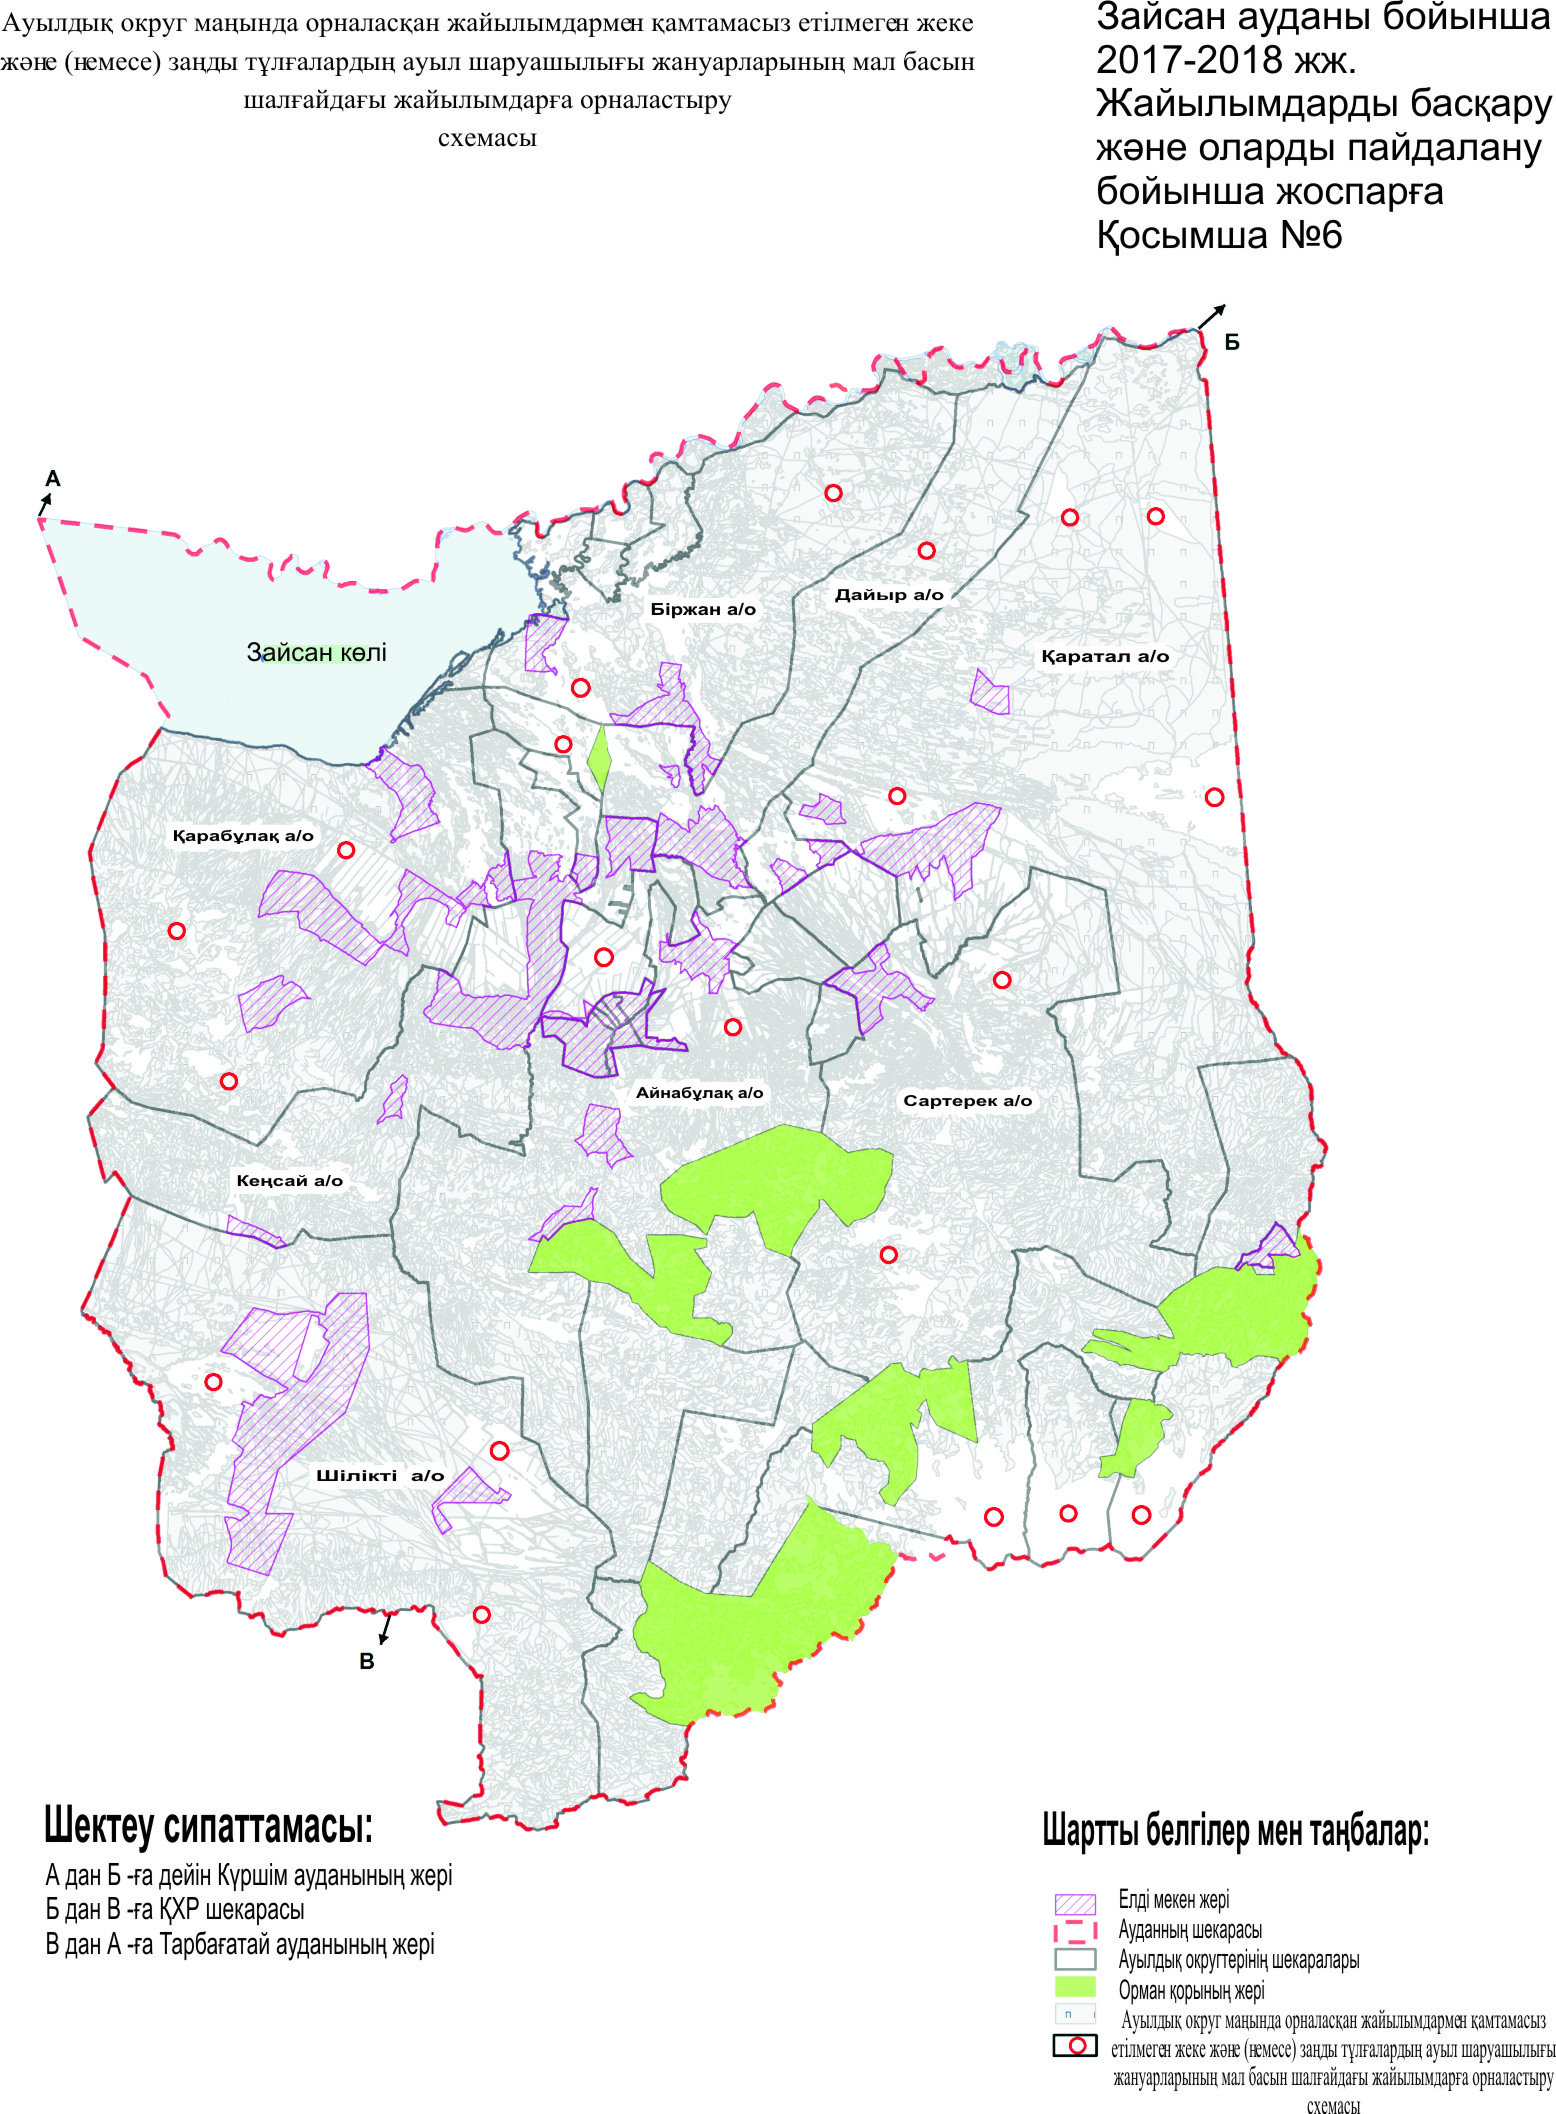 Ауылдық округ маңында орналасқан жайылымдармен қамтамасыз етілмеген жеке
және (немесе) заңды тұлғалардың ауыл шаруашылығы жануарларының мал басын
шалғайдағы жайылымдарға орналастыру
схемасы
Зайсан ауданы бойынша
2017-2018 жж.
Жайылымдарды басқару
және оларды пайдалану
бойынша жоспарға
Қосымша №6
Б
А
Біржан а/о
Дайыр а/о
Зайсан көлі
Қаратал а/о
Қарабұлақ а/о
Айнабұлақ а/о
Сартерек а/о
Кеңсай а/о
Шілікті а/о
В
Шектеу сипаттамасы:
А дан Б -ға дейін Күршім ауданының жері
Б дан В -ға ҚХР шекарасы
В дан А -ға Тарбағатай ауданының жері
Шартты белгілер мен таңбалар:
Елді мекен жері
Ауданның шекарасы
Ауылдық округтерінің шекаралары
Орман қорының жері
Ауылдық округ маңында орналасқан жайылымдармен қамтамасыз
етілмеген жеке және (немесе) заңды тұлғалардың ауыл шаруашылығы
жануарларының мал басын шалғайдағы жайылымдарға орналастыру
схемасы